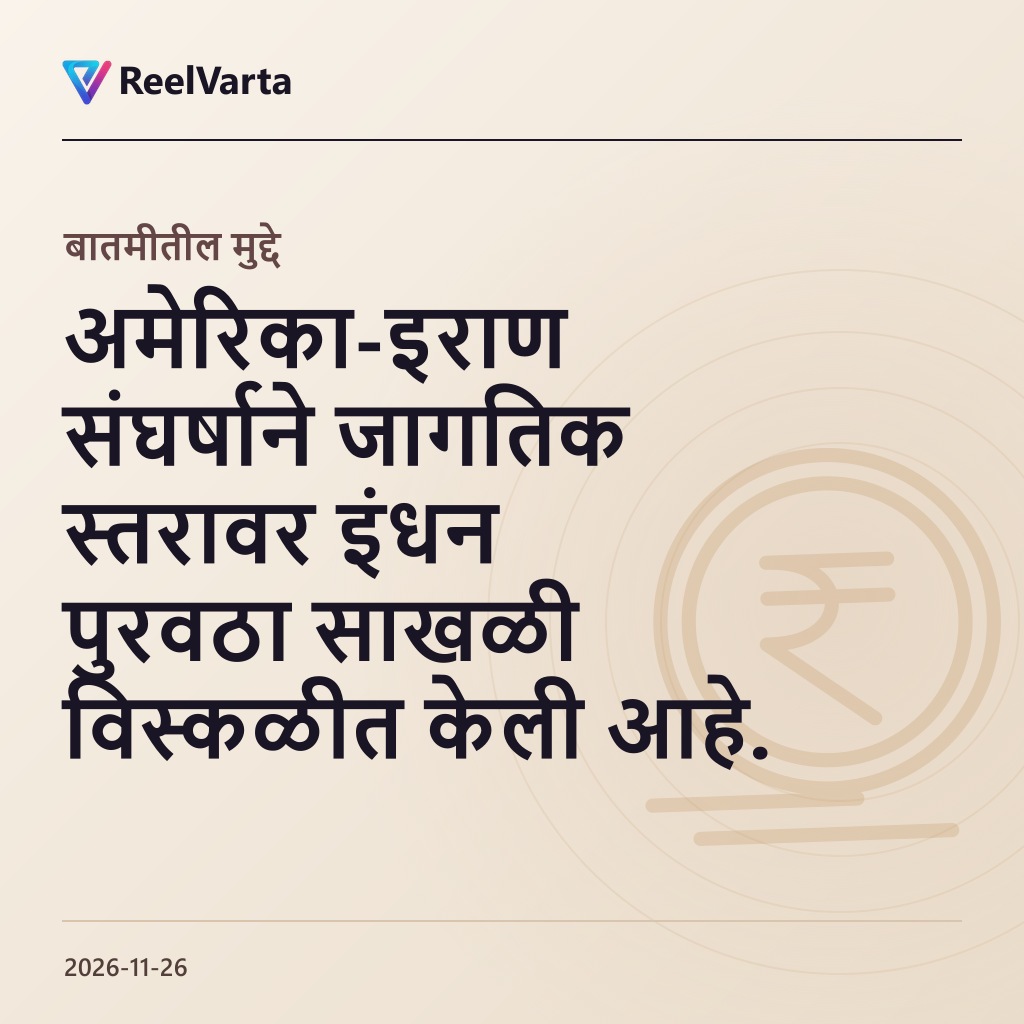 ReelVarta
बातमीतील मुद्दे
अमेरिका-इराण
संघर्षाने जागतिक
स्तरावर इंधन
पुरवठा साखळी
विस्कळीत केली आहे.
2026-11-26